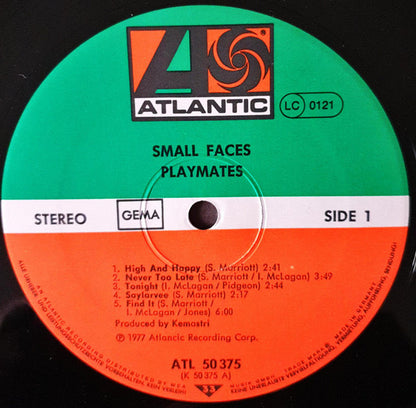 ATLANTIC
LC 0121
SMALL FACES
PLAYMATES
STEREO GEMA SIDE 1
1. High And Happy (S. Marriott) 2:41
2. Never Too Late (S. Marriott / I. McLagan) 3:49
3. Tonight (I. McLagan / Pidgeon) 2:44
4. Saylarvee (S. Marriott) 2:17
5. Find It (S. Marriott /
I. McLagan / Jones) 6:00
Produced by Kemastri
℗ 1977 Atlantic Recording Corp.
ATL 50 375
(K 50 375 A)
33